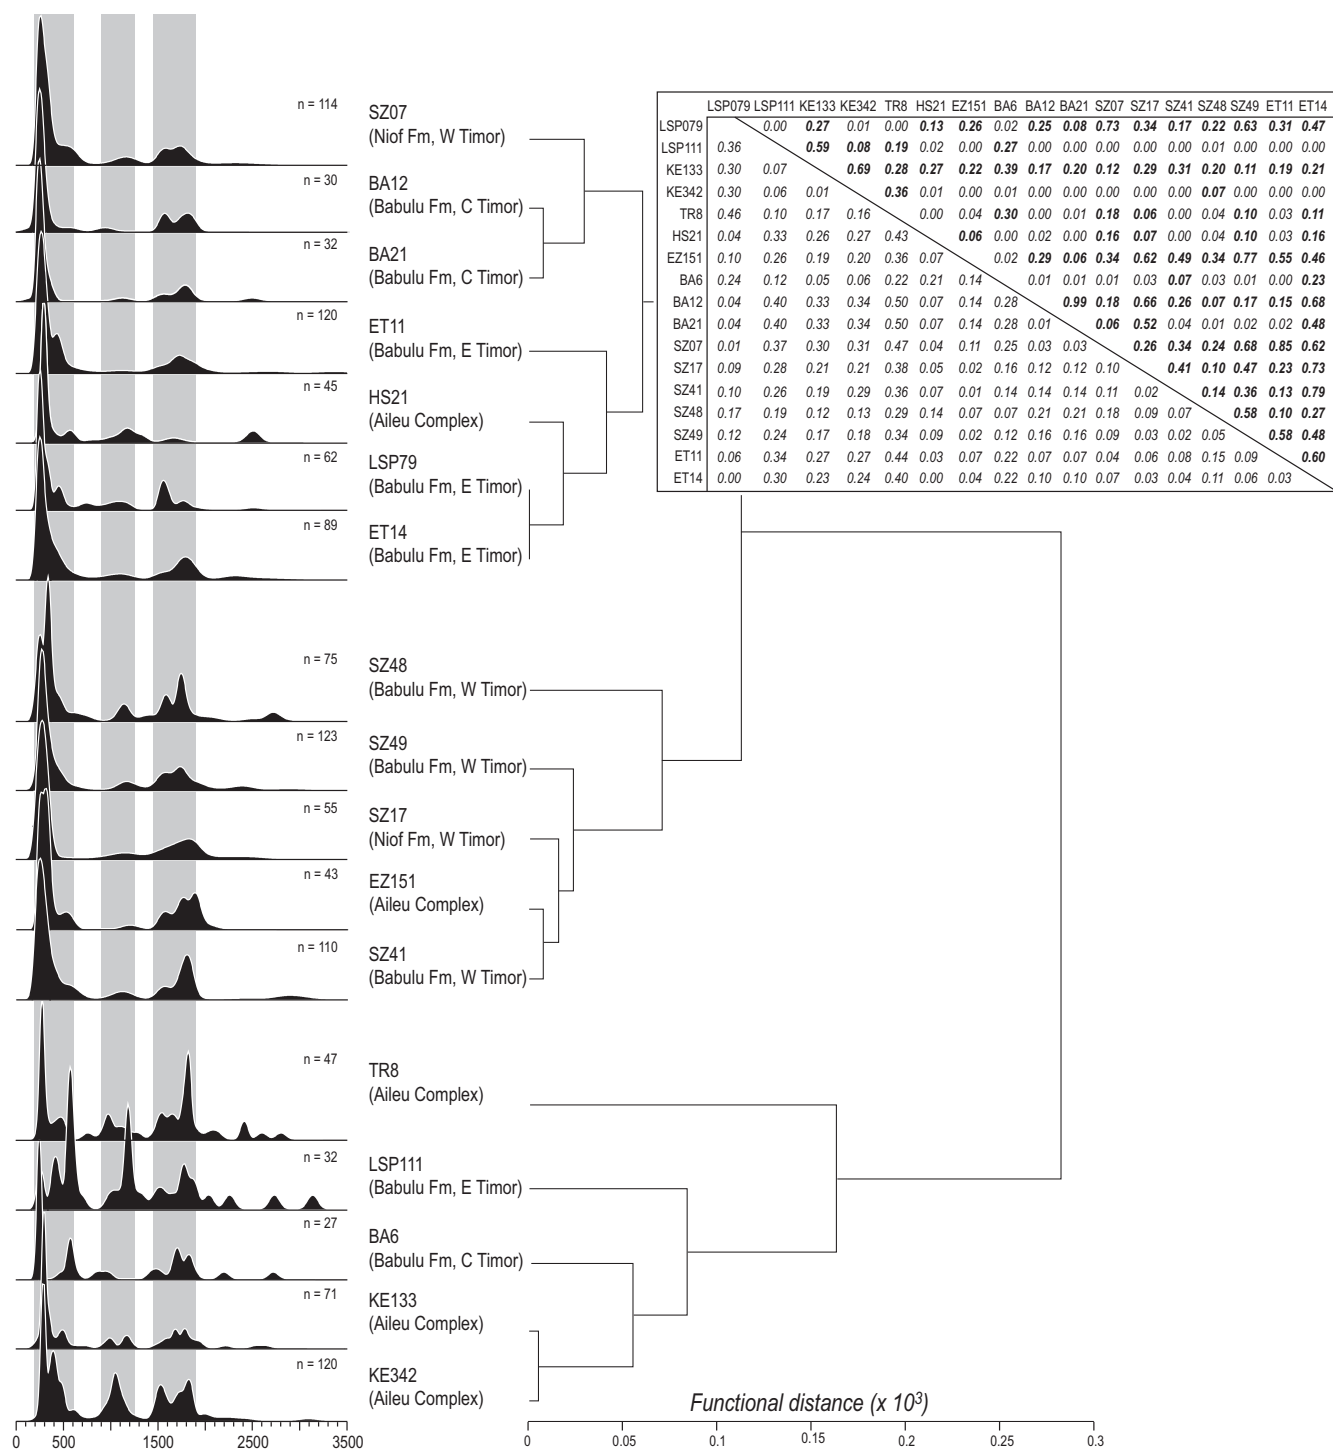 n = 114
SZ07
(Niof Fm, W Timor)
n = 30
BA12
(Babulu Fm, C Timor)
n = 32
BA21
(Babulu Fm, C Timor)
n = 120
ET11
(Babulu Fm, E Timor)
n = 45
HS21
(Aileu Complex)
n = 62
LSP79
(Babulu Fm, E Timor)
n = 89
ET14
(Babulu Fm, E Timor)
LSP079 LSP111 KE133 KE342 TR8 HS21 EZ151 BA6 BA12 BA21 SZ07 SZ17 SZ41 SZ48 SZ49 ET11 ET14
LSP079 0.00 0.27 0.01 0.00 0.13 0.26 0.02 0.25 0.08 0.73 0.34 0.17 0.22 0.63 0.31 0.47
LSP111 0.36 0.59 0.08 0.19 0.02 0.00 0.27 0.00 0.00 0.00 0.00 0.00 0.01 0.00 0.00 0.00
KE133 0.30 0.07 0.69 0.28 0.27 0.22 0.39 0.17 0.20 0.12 0.29 0.31 0.20 0.11 0.19 0.21
KE342 0.30 0.06 0.01 0.36 0.01 0.00 0.01 0.00 0.00 0.00 0.00 0.00 0.07 0.00 0.00 0.00
TR8 0.46 0.10 0.17 0.16 0.00 0.04 0.30 0.00 0.01 0.18 0.06 0.00 0.04 0.10 0.03 0.11
HS21 0.04 0.33 0.26 0.27 0.43 0.06 0.00 0.02 0.00 0.16 0.07 0.00 0.04 0.10 0.03 0.16
EZ151 0.10 0.26 0.19 0.20 0.36 0.07 0.02 0.29 0.06 0.34 0.62 0.49 0.34 0.77 0.55 0.46
BA6 0.24 0.12 0.05 0.06 0.22 0.21 0.14 0.01 0.01 0.01 0.03 0.07 0.03 0.01 0.00 0.23
BA12 0.04 0.40 0.33 0.34 0.50 0.07 0.14 0.28 0.99 0.18 0.66 0.26 0.07 0.17 0.15 0.68
BA21 0.04 0.40 0.33 0.34 0.50 0.07 0.14 0.28 0.01 0.06 0.52 0.04 0.01 0.02 0.02 0.48
SZ07 0.01 0.37 0.30 0.31 0.47 0.04 0.11 0.25 0.03 0.03 0.26 0.34 0.24 0.68 0.85 0.62
SZ17 0.09 0.28 0.21 0.21 0.38 0.05 0.02 0.16 0.12 0.12 0.10 0.41 0.10 0.47 0.23 0.73
SZ41 0.10 0.26 0.19 0.29 0.36 0.07 0.01 0.14 0.14 0.14 0.11 0.02 0.14 0.36 0.13 0.79
SZ48 0.17 0.19 0.12 0.13 0.29 0.14 0.07 0.07 0.21 0.21 0.18 0.09 0.07 0.58 0.10 0.27
SZ49 0.12 0.24 0.17 0.18 0.34 0.09 0.02 0.12 0.16 0.16 0.09 0.03 0.02 0.05 0.58 0.48
ET11 0.06 0.34 0.27 0.27 0.44 0.03 0.07 0.22 0.07 0.07 0.04 0.06 0.08 0.15 0.09 0.60
ET14 0.00 0.30 0.23 0.24 0.40 0.00 0.04 0.22 0.10 0.10 0.07 0.03 0.04 0.11 0.06 0.03
n = 75
SZ48
(Babulu Fm, W Timor)
n = 123
SZ49
(Babulu Fm, W Timor)
n = 55
SZ17
(Niof Fm, W Timor)
n = 43
EZ151
(Aileu Complex)
n = 110
SZ41
(Babulu Fm, W Timor)
n = 47
TR8
(Aileu Complex)
n = 32
LSP111
(Babulu Fm, E Timor)
n = 27
BA6
(Babulu Fm, C Timor)
n = 71
KE133
(Aileu Complex)
n = 120
KE342
(Aileu Complex)
Functional distance (x 10³)
0 500 1500 2500 3500
0 0.05 0.1 0.15 0.2 0.25 0.3